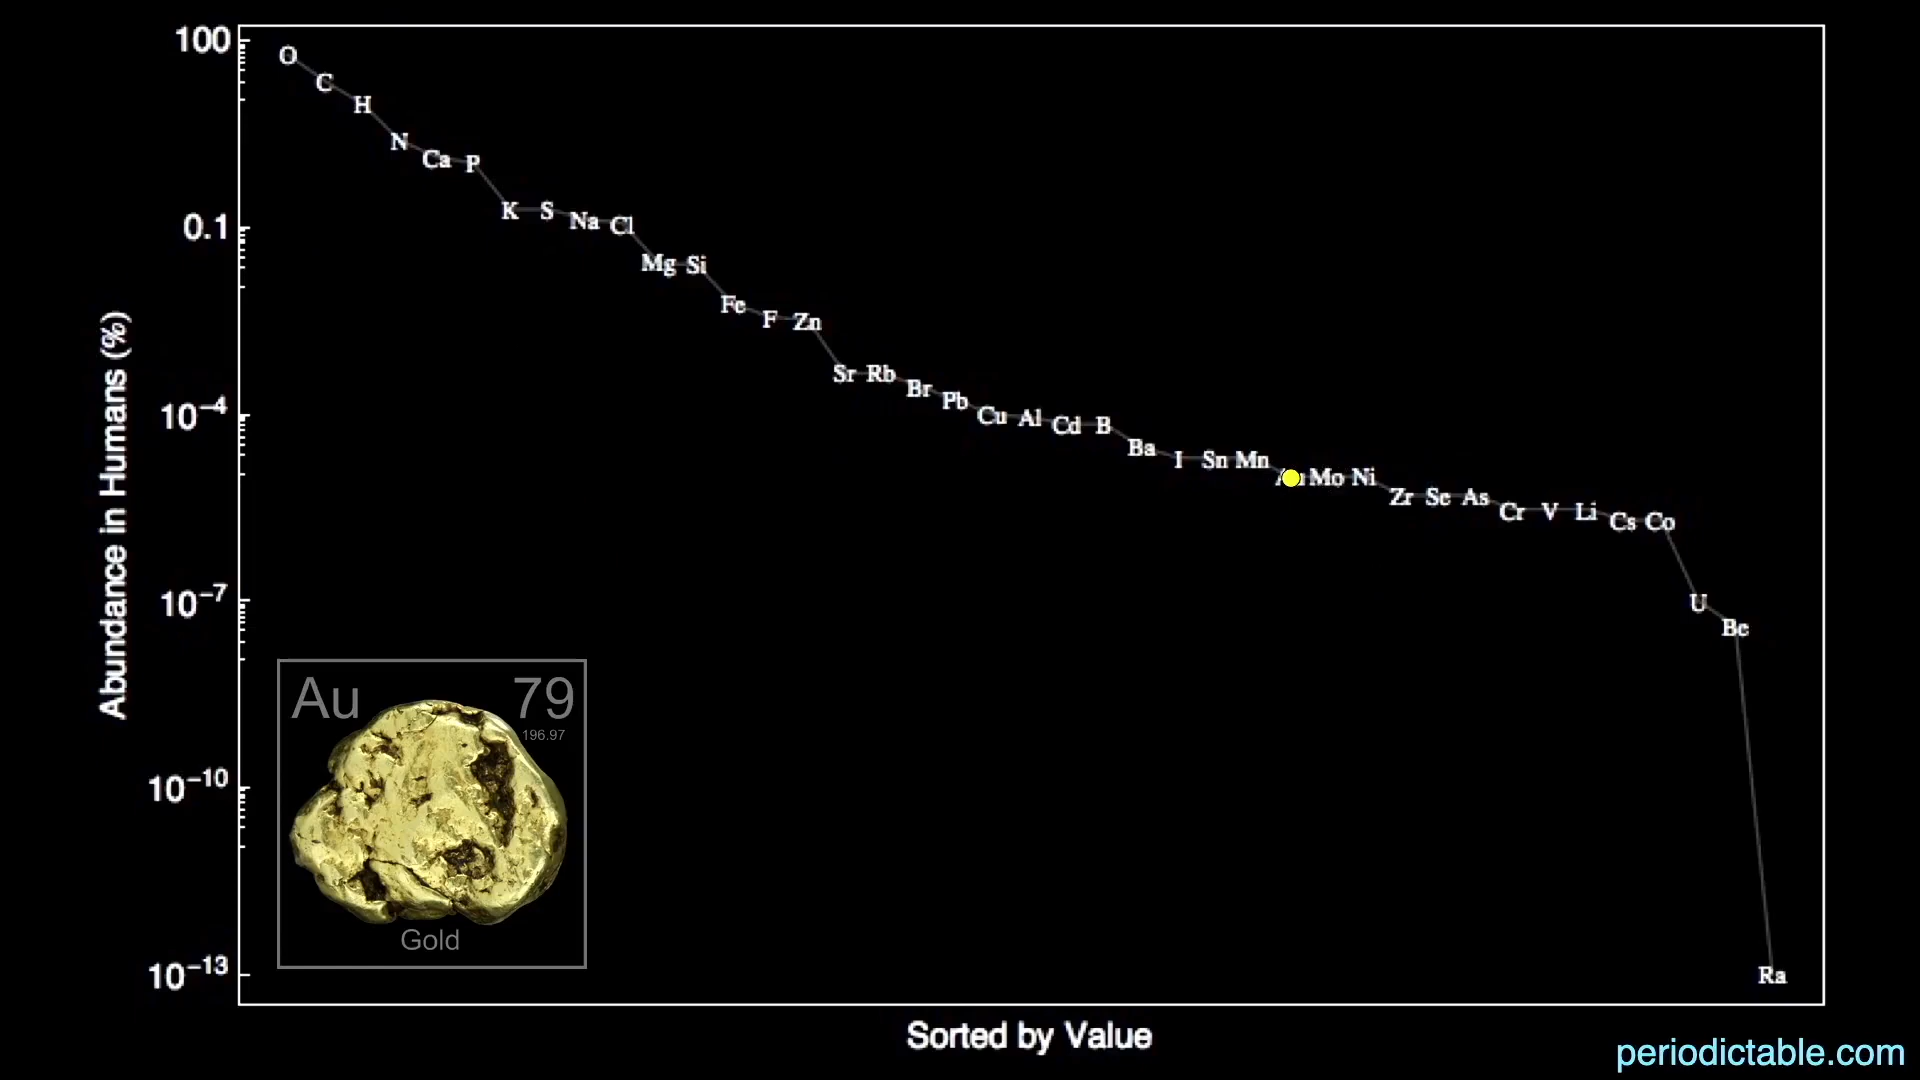 100
0.1
10⁻⁴
10⁻⁷
10⁻¹⁰
10⁻¹³
Abundance in Humans (%)
O
C
H
N
Ca
P
K
S
Na
Cl
Mg
Si
Fe
F
Zn
Sr
Rb
Br
Pb
Cu
Al
Cd
B
Ba
I
Sn
Mn
Mo
Ni
Zr
Se
As
Cr
V
Li
Cs
Co
U
Be
Ra
Au
79
196.97
Gold
Sorted by Value
periodictable.com